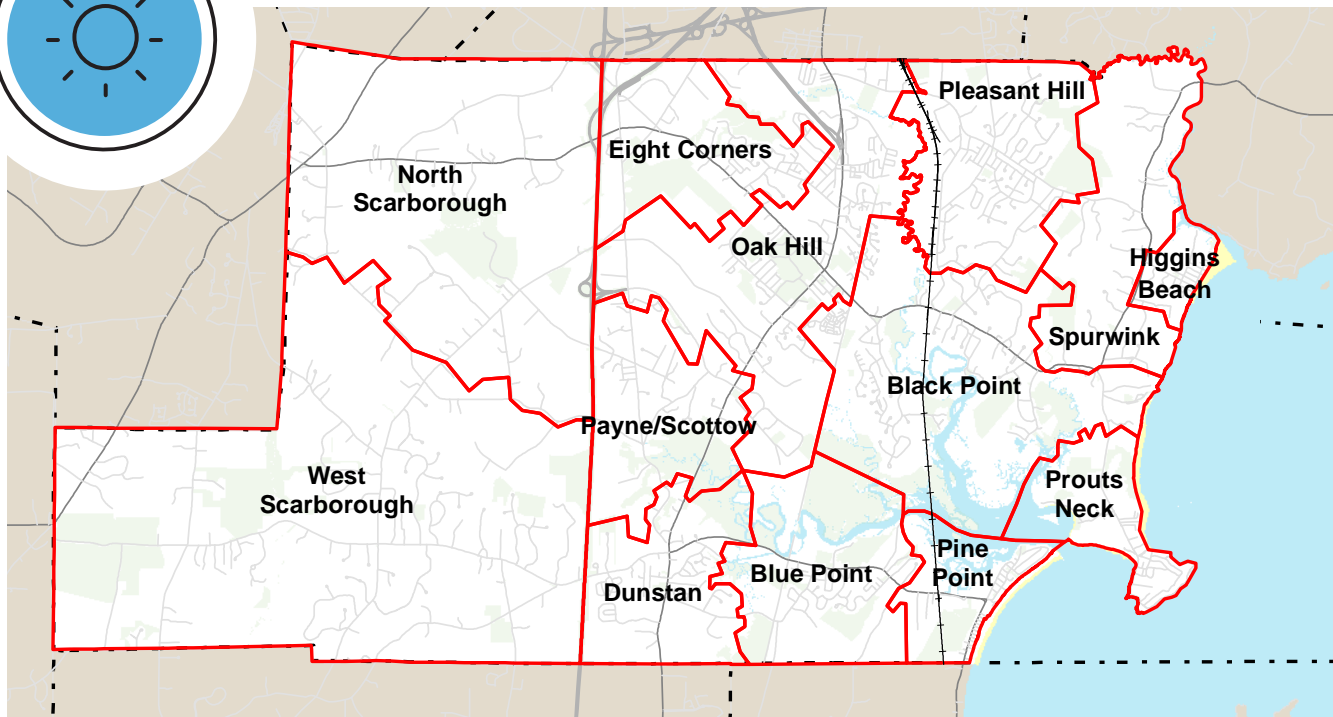 Pleasant Hill
Eight Corners
North
Scarborough
Oak Hill
Higgins
Beach
Spurwink
Black Point
Payne/Scottow
West
Scarborough
Prouts
Neck
Pine
Point
Blue Point
Dunstan